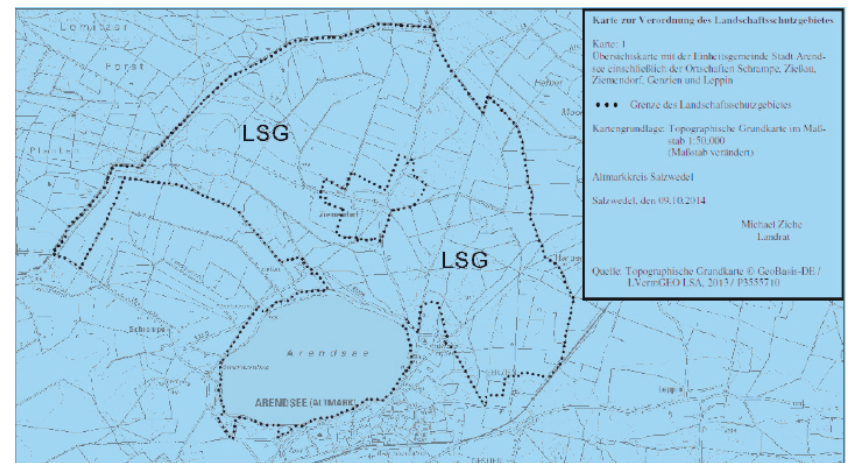 Karte zur Verordnung des Landschaftsschutzgebietes
Karte: 1
Übersichtskarte mit der Einheitsgemeinde Stadt Arend-
see einschließlich der Ortschaften Schrampe, Zießau,
Ziemendorf, Genzien und Leppin
Grenze des Landschaftsschutzgebietes
Kartengrundlage: Topographische Grundkarte im Maß-
stab 1:50.000
(Maßstab verändert)
Altmarkkreis Salzwedel
Salzwedel, den 09.10.2014
Michael Ziche
Landrat
Quelle: Topographische Grundkarte © GeoBasis-DE /
LVermGEO LSA, 2013 / P3555710
Forst
LSG
Ziemendorf
LSG
Schrampe
Arendsee
ARENDSEE (ALTMARK)
Leppin